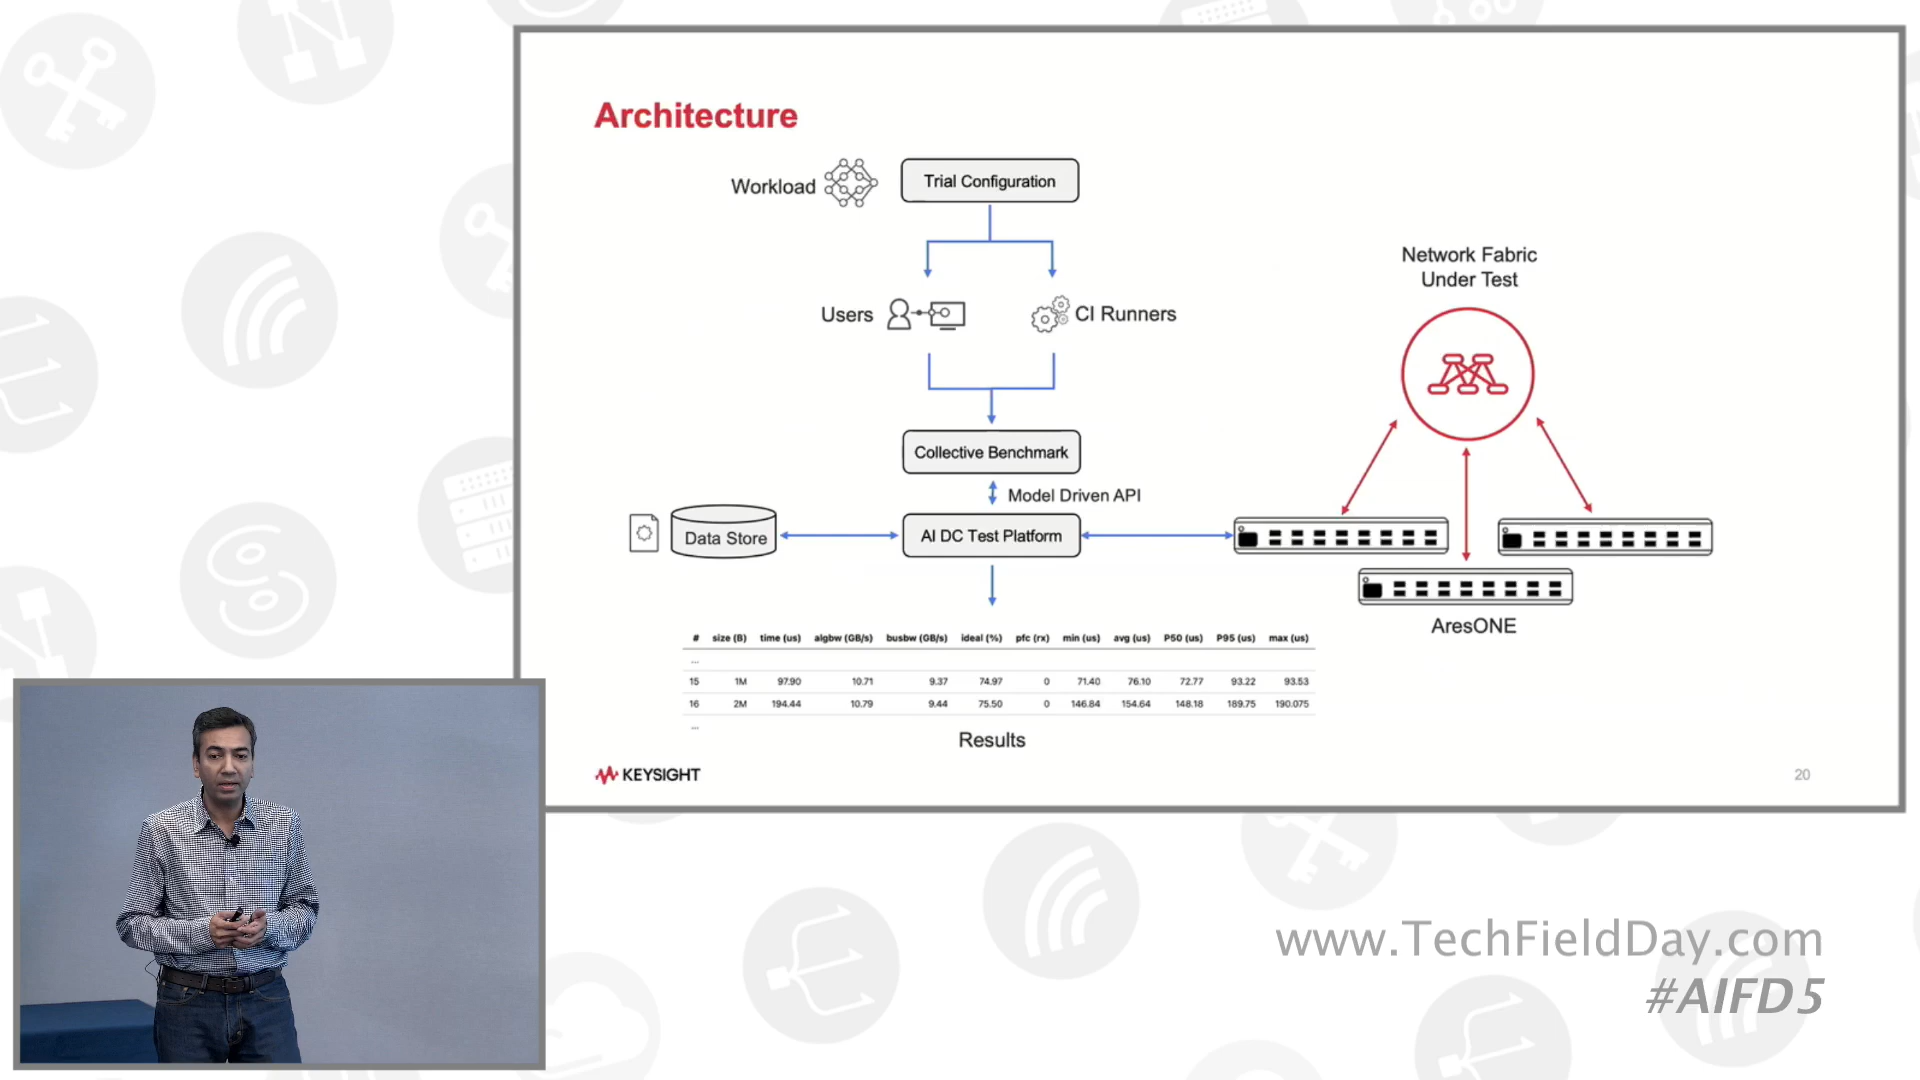 Architecture
Workload
Trial Configuration
Network Fabric
Under Test
Users
CI Runners
Collective Benchmark
Model Driven API
Data Store
AI DC Test Platform
AresONE
# size (B) time (us) algbw (GB/s) busbw (GB/s) ideal (%) pfc (rx) min (us) avg (us) P50 (us) P95 (us) max (us)
...
15 1M 97.90 10.71 9.37 74.97 0 71.40 76.10 72.77 93.22 93.53
16 2M 194.44 10.79 9.44 75.50 0 146.84 154.64 148.18 189.75 190.075
...
Results
KEYSIGHT
20
www.TechFieldDay.com
#AIFD5